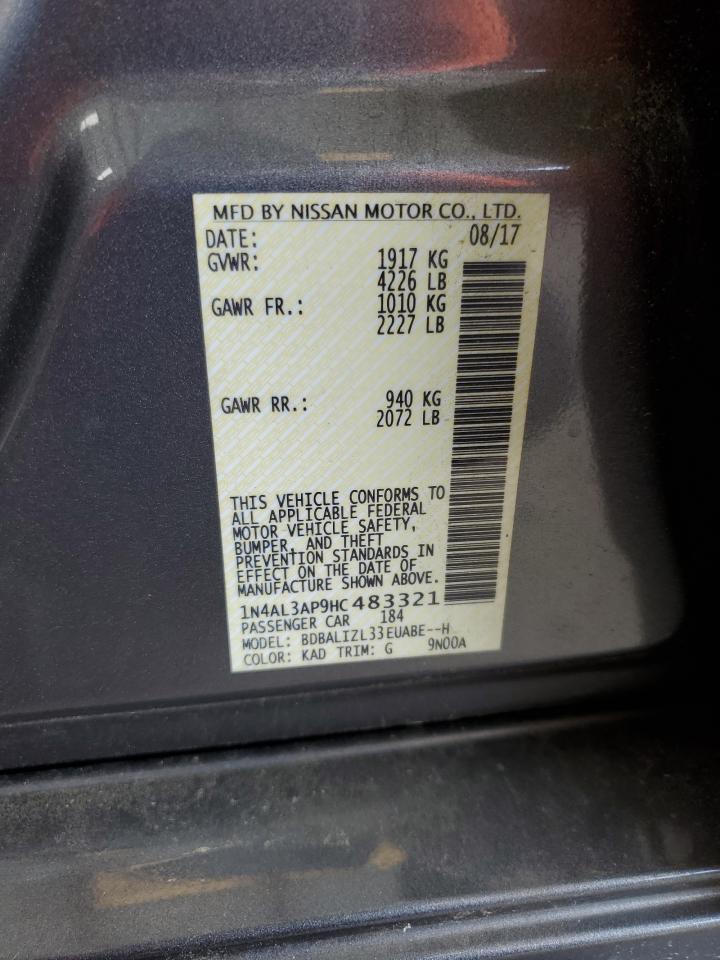 MFD BY NISSAN MOTOR CO., LTD.
DATE: 08/17
GVWR: 1917 KG
4226 LB
GAWR FR.: 1010 KG
2227 LB
GAWR RR.: 940 KG
2072 LB
THIS VEHICLE CONFORMS TO
ALL APPLICABLE FEDERAL
MOTOR VEHICLE SAFETY,
BUMPER, AND THEFT
PREVENTION STANDARDS IN
EFFECT ON THE DATE OF
MANUFACTURE SHOWN ABOVE.
1N4AL3AP9HC483321
PASSENGER CAR 184
MODEL: BDBALIZL33EUABE--H
COLOR: KAD TRIM: G 9N00A